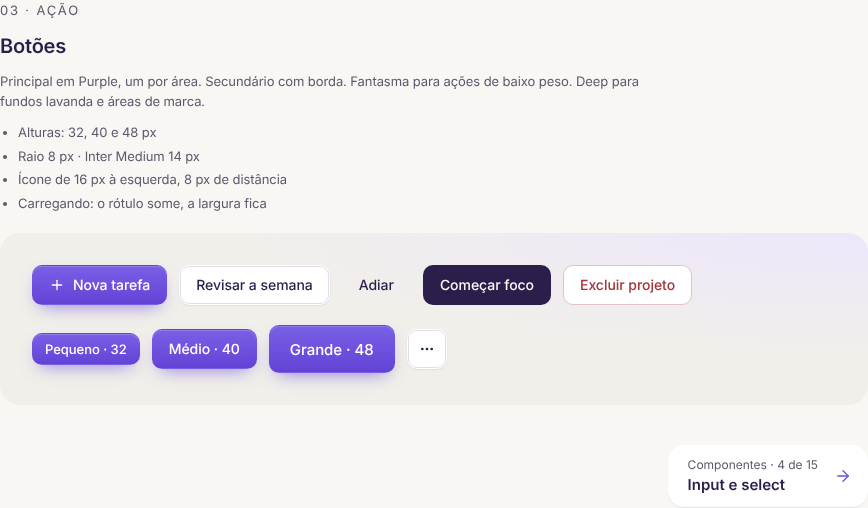 03 · AÇÃO
Botões
Principal em Purple, um por área. Secundário com borda. Fantasma para ações de baixo peso. Deep para
fundos lavanda e áreas de marca.
• Alturas: 32, 40 e 48 px
• Raio 8 px · Inter Medium 14 px
• Ícone de 16 px à esquerda, 8 px de distância
• Carregando: o rótulo some, a largura fica
+ Nova tarefa
Revisar a semana
Adiar
Começar foco
Excluir projeto
Pequeno · 32
Médio · 40
Grande · 48
···
Componentes · 4 de 15
Input e select →